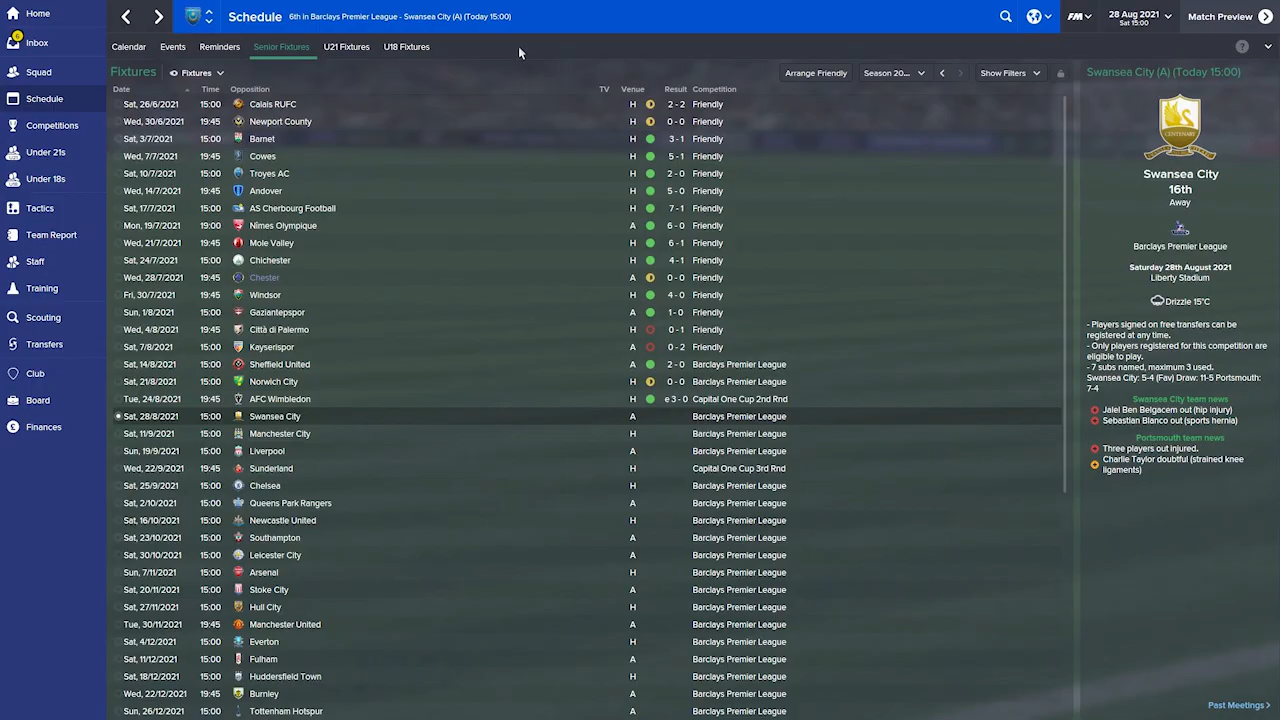 Home
Schedule
6th in Barclays Premier League - Swansea City (A) (Today 15:00)
FM
28 Aug 2021
Sat 15:00
Match Preview
6
Inbox
Squad
Schedule
Competitions
Under 21s
Under 18s
Tactics
Team Report
Staff
Training
Scouting
Transfers
Club
Board
Finances
Calendar
Events
Reminders
Senior Fixtures
U21 Fixtures
U18 Fixtures
?
Fixtures
Fixtures
Arrange Friendly
Season 20...
Show Filters
Date Time Opposition TV Venue Result Competition
Sat, 26/6/2021 15:00 Calais RUFC H 2 - 2 Friendly
Wed, 30/6/2021 19:45 Newport County H 0 - 0 Friendly
Sat, 3/7/2021 15:00 Barnet H 3 - 1 Friendly
Wed, 7/7/2021 19:45 Cowes H 5 - 1 Friendly
Sat, 10/7/2021 15:00 Troyes AC H 2 - 0 Friendly
Wed, 14/7/2021 19:45 Andover H 5 - 0 Friendly
Sat, 17/7/2021 15:00 AS Cherbourg Football H 7 - 1 Friendly
Mon, 19/7/2021 19:00 Nîmes Olympique A 6 - 0 Friendly
Wed, 21/7/2021 19:45 Mole Valley H 6 - 1 Friendly
Sat, 24/7/2021 15:00 Chichester H 4 - 1 Friendly
Wed, 28/7/2021 19:45 Chester A 0 - 0 Friendly
Fri, 30/7/2021 19:45 Windsor H 4 - 0 Friendly
Sun, 1/8/2021 15:00 Gaziantepspor A 1 - 0 Friendly
Wed, 4/8/2021 19:45 Città di Palermo H 0 - 1 Friendly
Sat, 7/8/2021 15:00 Kayserispor A 0 - 2 Friendly
Sat, 14/8/2021 15:00 Sheffield United A 2 - 0 Barclays Premier League
Sat, 21/8/2021 15:00 Norwich City H 0 - 0 Barclays Premier League
Tue, 24/8/2021 19:45 AFC Wimbledon H e 3 - 0 Capital One Cup 2nd Rnd
Sat, 28/8/2021 15:00 Swansea City A Barclays Premier League
Sat, 11/9/2021 15:00 Manchester City H Barclays Premier League
Sun, 19/9/2021 15:00 Liverpool A Barclays Premier League
Wed, 22/9/2021 19:45 Sunderland H Capital One Cup 3rd Rnd
Sat, 25/9/2021 15:00 Chelsea H Barclays Premier League
Sat, 2/10/2021 15:00 Queens Park Rangers A Barclays Premier League
Sat, 16/10/2021 15:00 Newcastle United H Barclays Premier League
Sat, 23/10/2021 15:00 Southampton A Barclays Premier League
Sat, 30/10/2021 15:00 Leicester City A Barclays Premier League
Sun, 7/11/2021 15:00 Arsenal H Barclays Premier League
Sat, 20/11/2021 15:00 Stoke City A Barclays Premier League
Sat, 27/11/2021 15:00 Hull City H Barclays Premier League
Tue, 30/11/2021 19:45 Manchester United A Barclays Premier League
Sat, 4/12/2021 15:00 Everton H Barclays Premier League
Sat, 11/12/2021 15:00 Fulham A Barclays Premier League
Sat, 18/12/2021 15:00 Huddersfield Town H Barclays Premier League
Wed, 22/12/2021 19:45 Burnley A Barclays Premier League
Sun, 26/12/2021 15:00 Tottenham Hotspur A Barclays Premier League
Swansea City (A) (Today 15:00)
CENTENARY
Swansea City
16th
Away
Barclays Premier League
Saturday 28th August 2021
Liberty Stadium
Drizzle 15°C
- Players signed on free transfers can be
registered at any time.
- Only players registered for this competition are
eligible to play.
- 7 subs named, maximum 3 used.
Swansea City: 5-4 (Fav) Draw: 11-5 Portsmouth:
7-4
Swansea City team news
Jalel Ben Belgacem out (hip injury)
Sebastian Blanco out (sports hernia)
Portsmouth team news
Three players out injured.
Charlie Taylor doubtful (strained knee
ligaments)
Past Meetings >